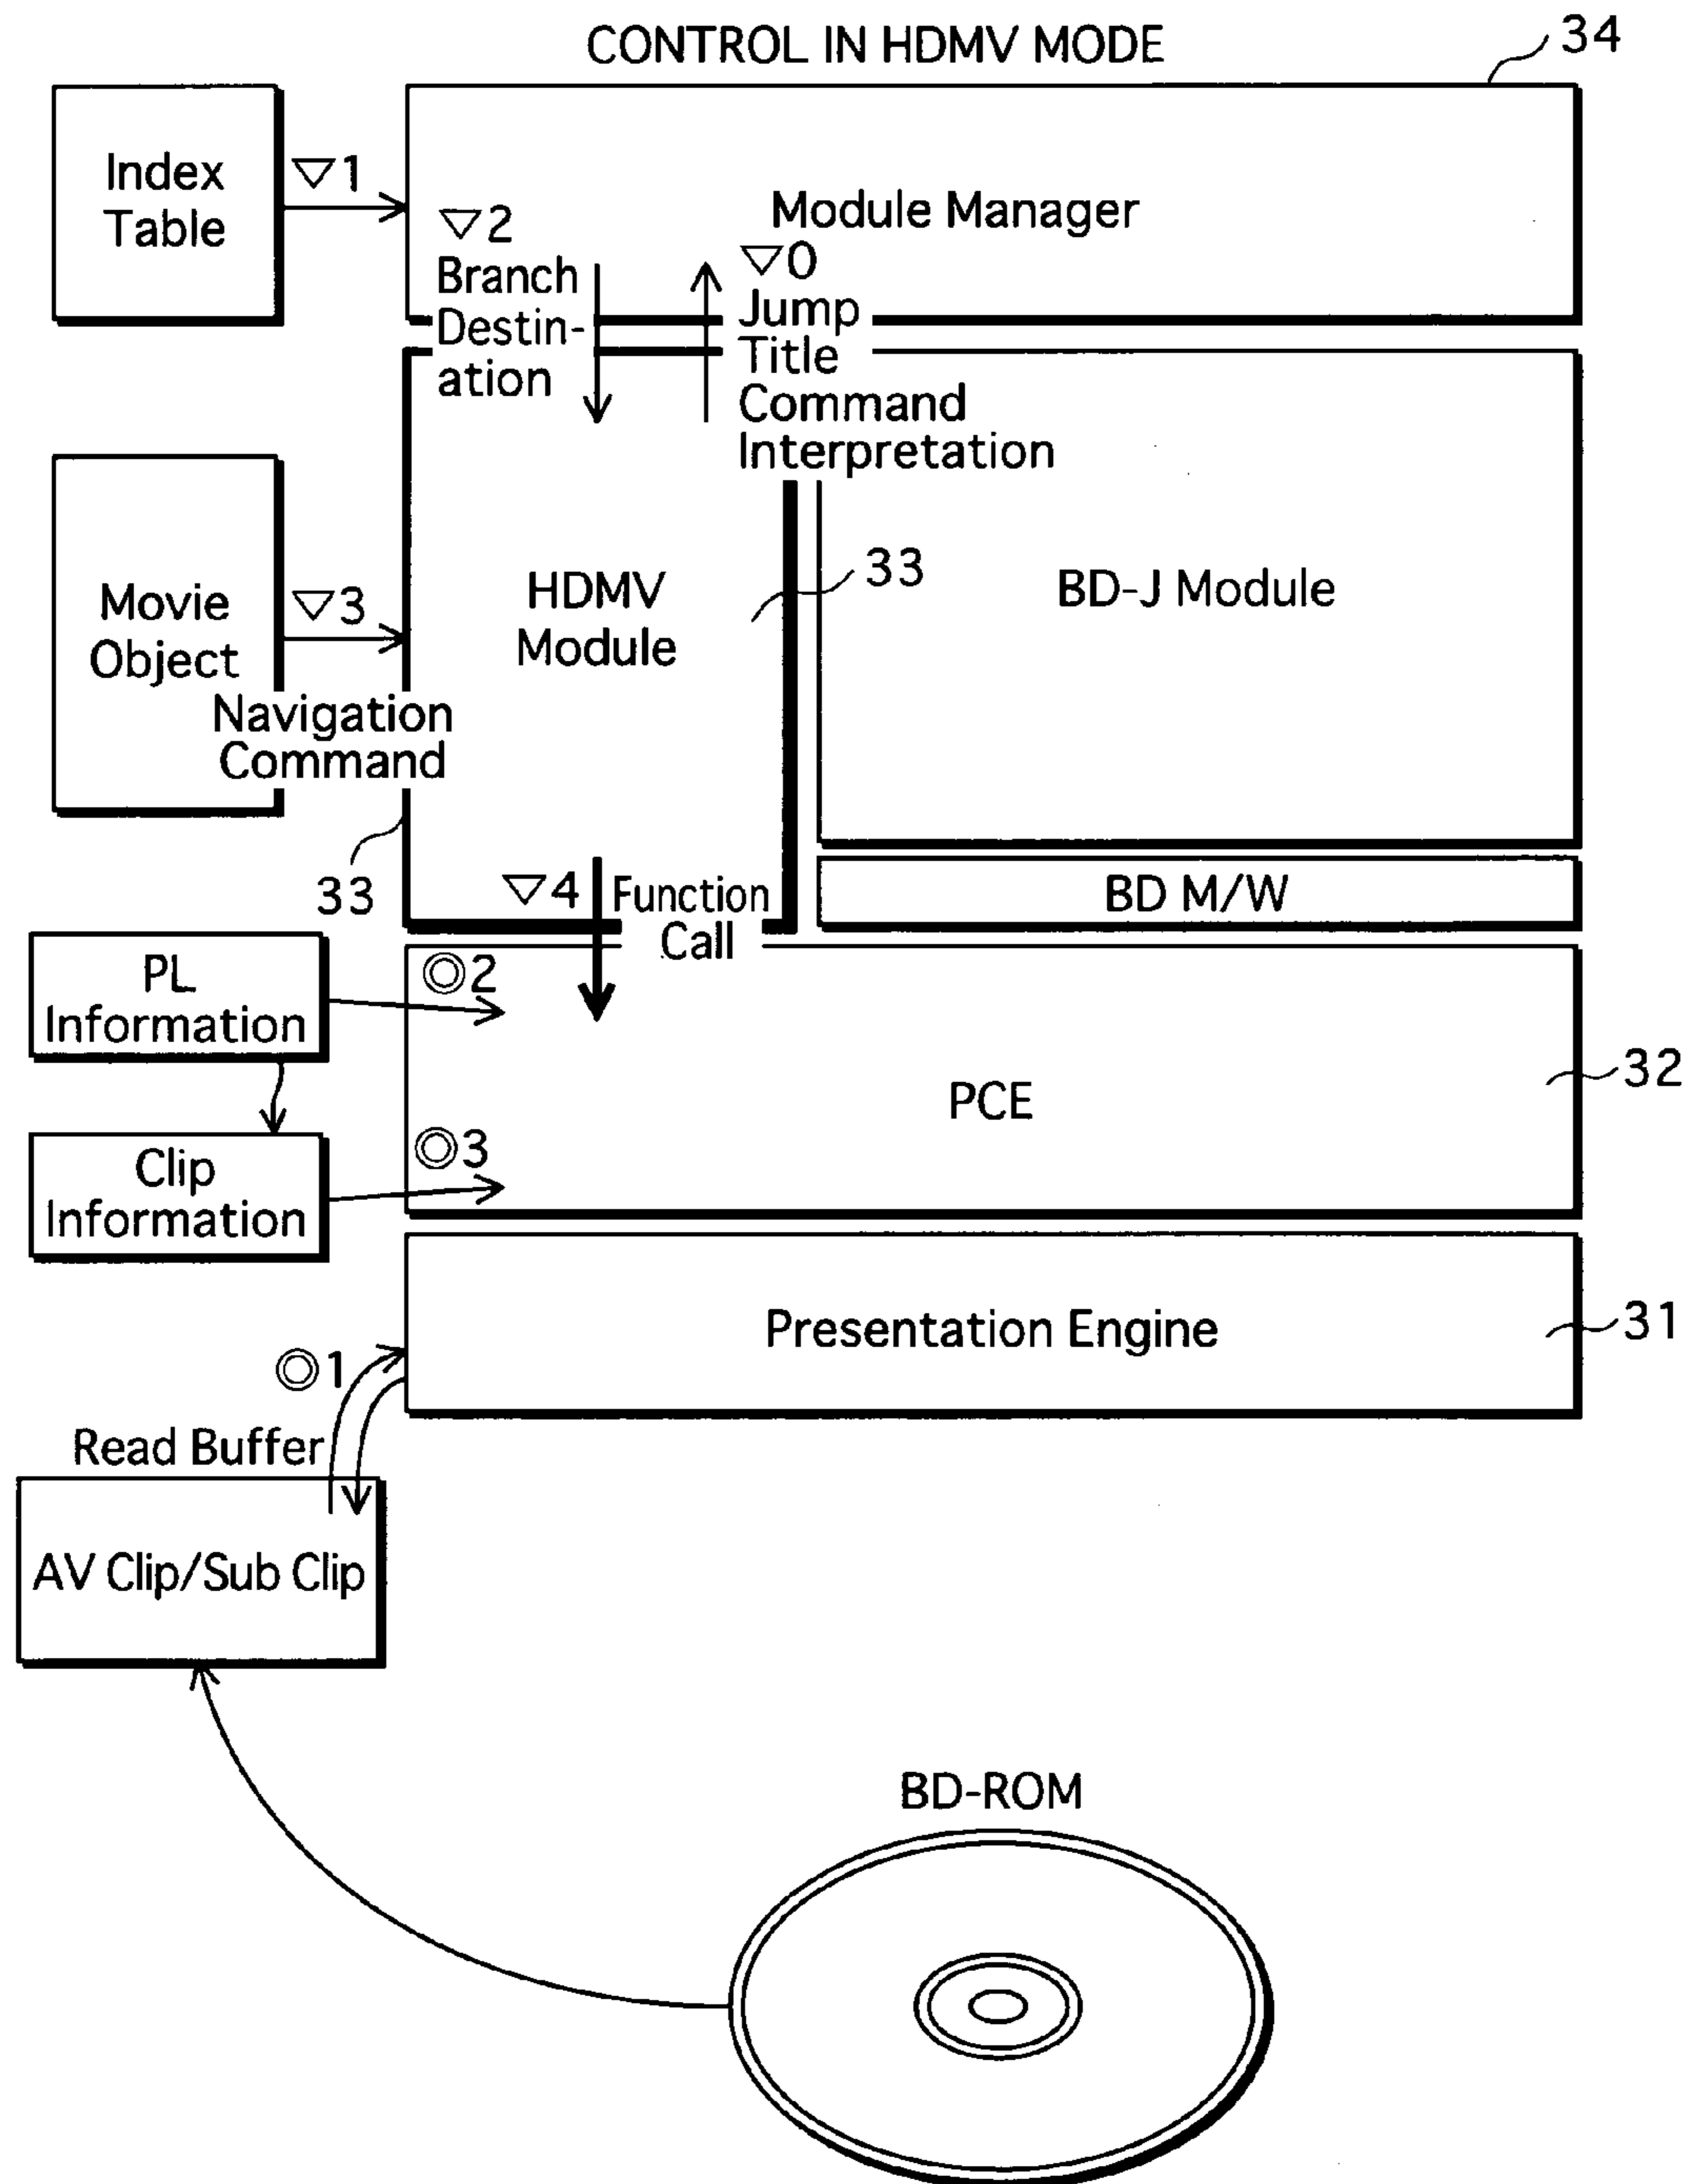 CONTROL IN HDMV MODE
34
Index
Table
▽1
Module Manager
▽2
Branch
Destin-
ation
▽0
Jump
Title
Command
Interpretation
Movie
Object
▽3
Navigation
Command
HDMV
Module
33
BD-J Module
33
▽4
Function
Call
BD M/W
PL
Information
◎2
PCE
32
Clip
Information
◎3
Presentation Engine
31
◎1
Read Buffer
AV Clip/Sub Clip
BD-ROM